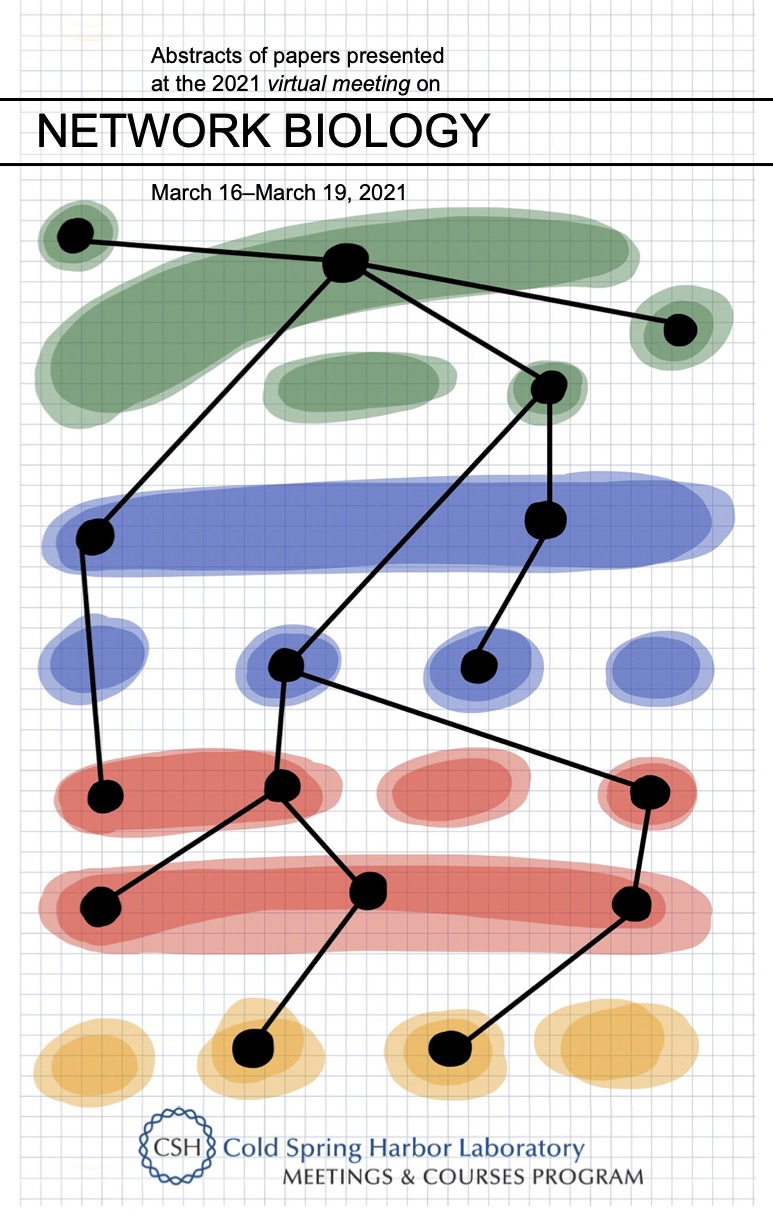 Abstracts of papers presented
at the 2021 virtual meeting on
NETWORK BIOLOGY
March 16–March 19, 2021
CSH Cold Spring Harbor Laboratory
MEETINGS & COURSES PROGRAM